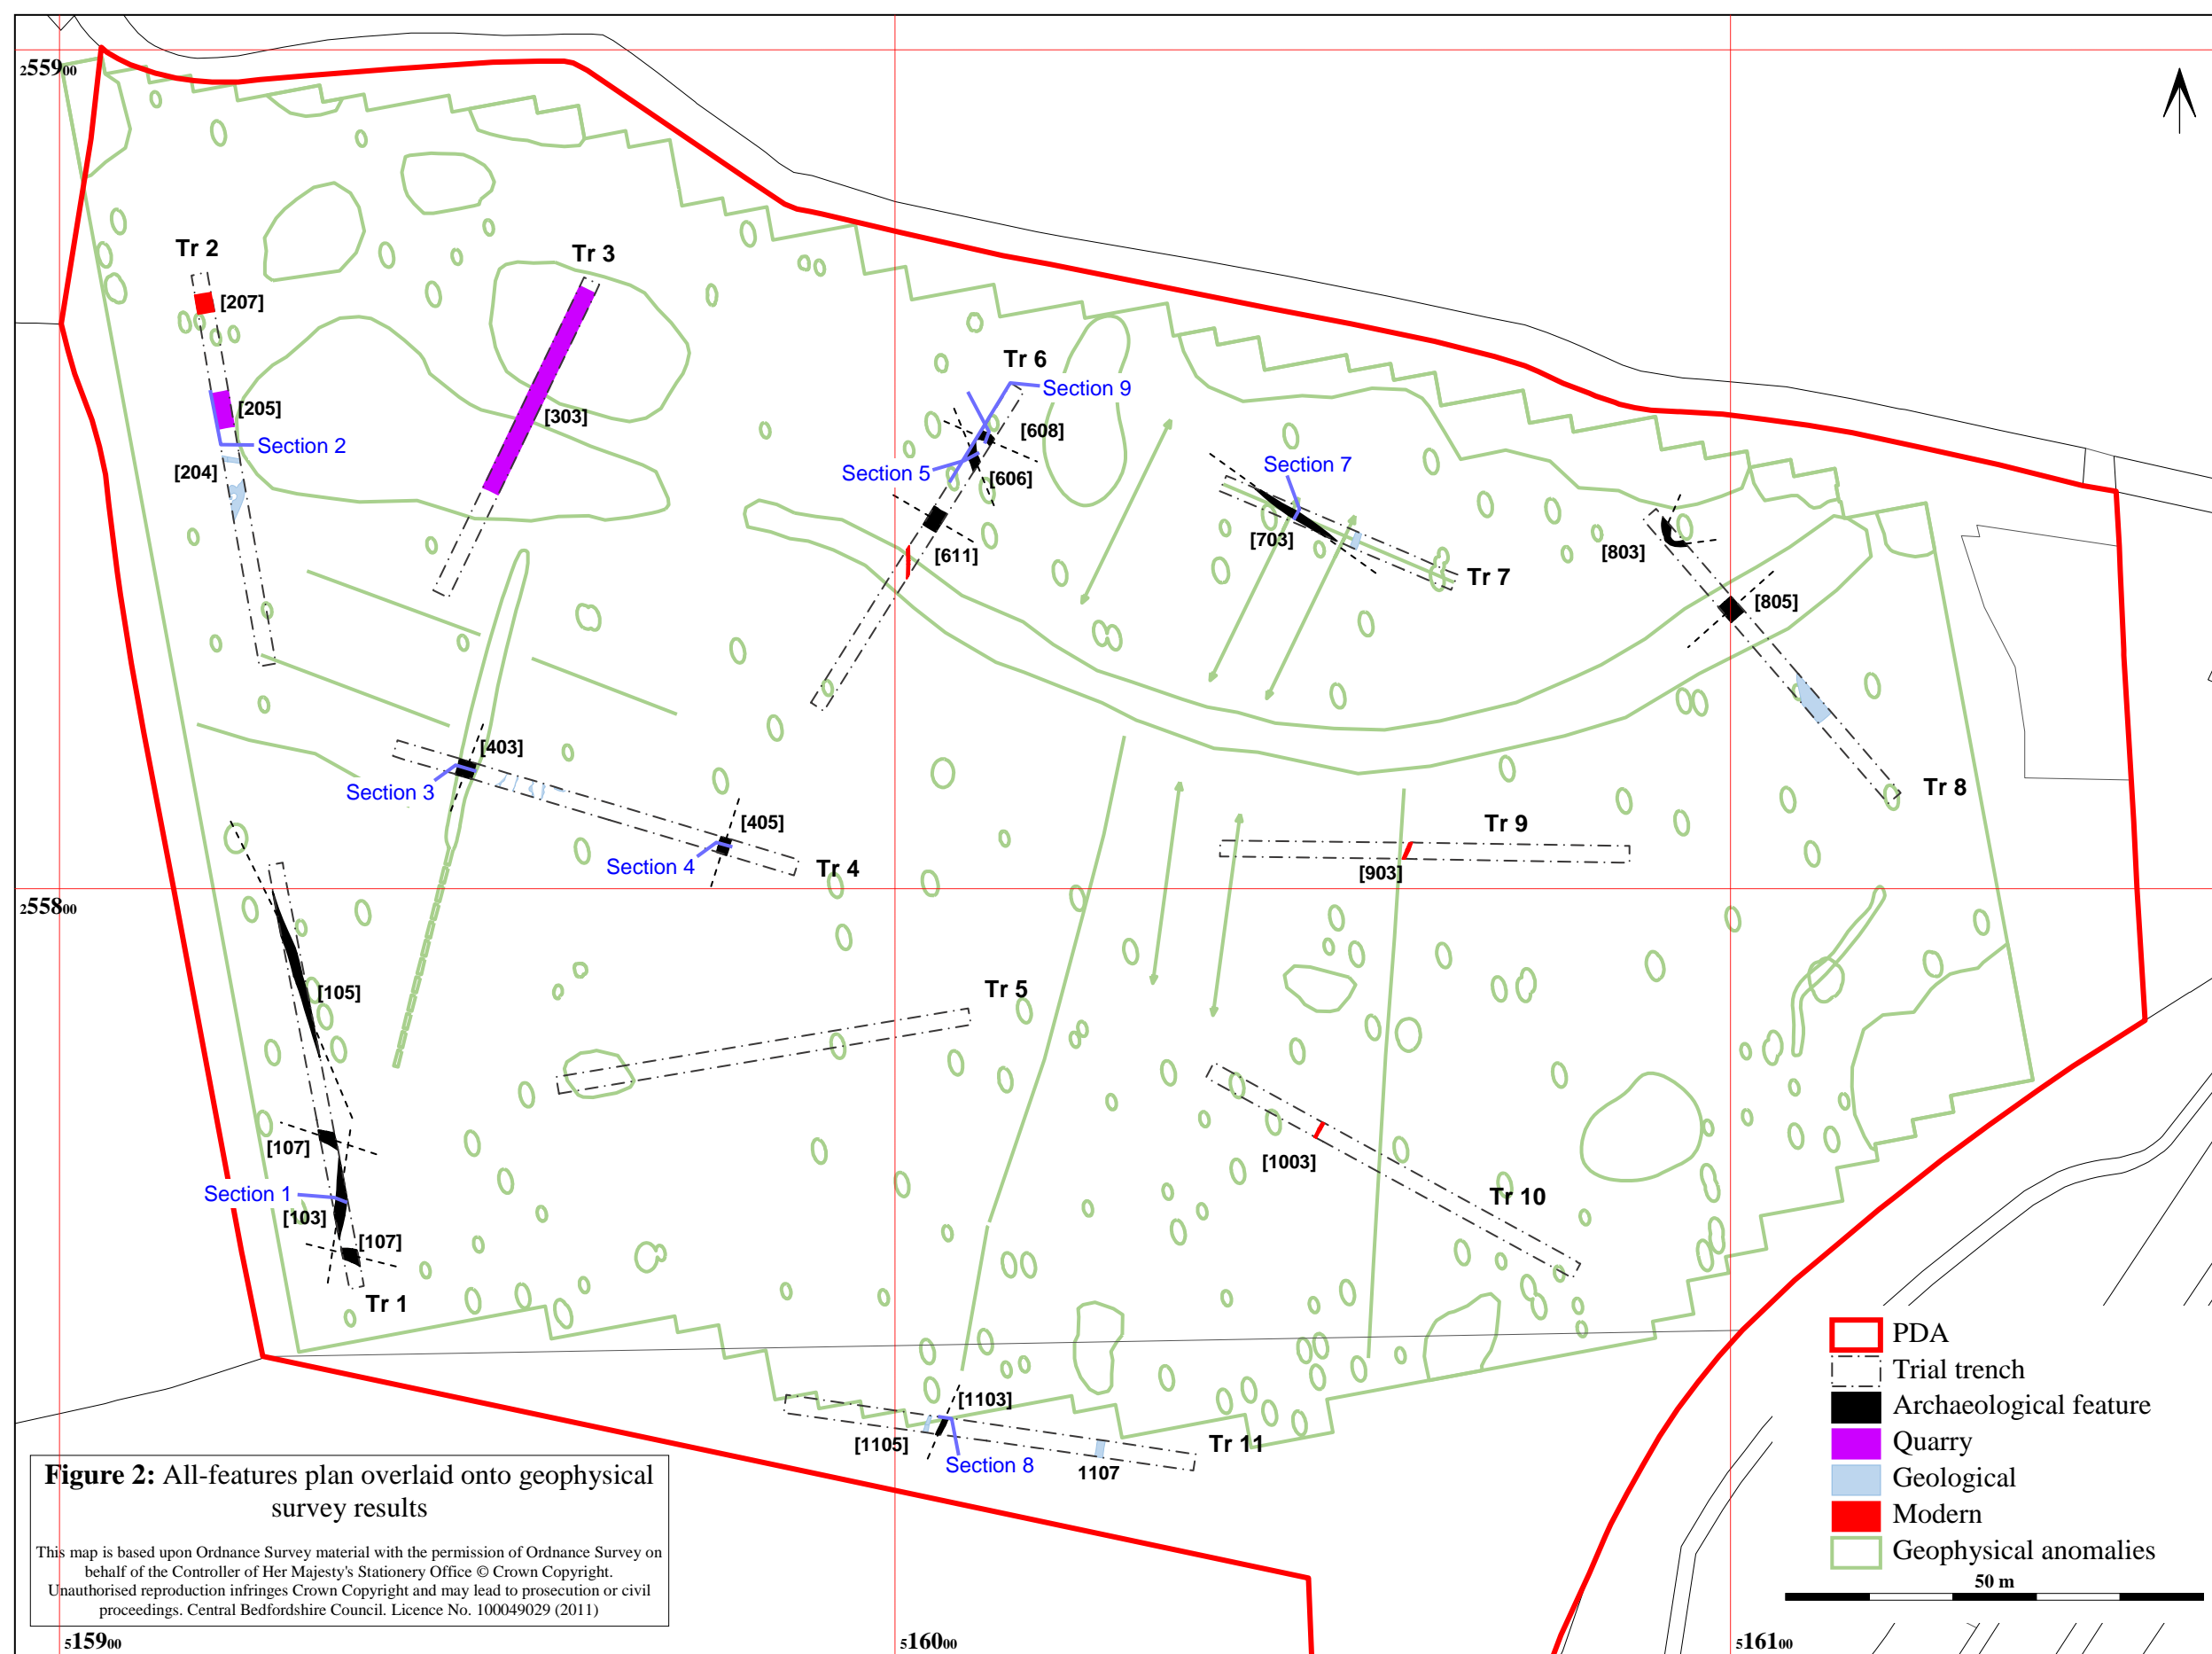 255900
Tr 2
Tr 3
[207]
Tr 6
Section 9
[205]
[303]
[608]
Section 2
Section 5
Section 7
[204]
[606]
[703]
[611]
[803]
Tr 7
[805]
[403]
Section 3
Tr 8
[405]
Tr 9
Section 4
Tr 4
[903]
255800
[105]
Tr 5
[107]
[1003]
Section 1
Tr 10
[103]
[107]
Tr 1
[1103]
[1105]
Tr 11
Section 8
1107
PDA
Trial trench
Archaeological feature
Quarry
Geological
Modern
Geophysical anomalies
50 m
Figure 2: All-features plan overlaid onto geophysical
survey results
This map is based upon Ordnance Survey material with the permission of Ordnance Survey on
behalf of the Controller of Her Majesty's Stationery Office © Crown Copyright.
Unauthorised reproduction infringes Crown Copyright and may lead to prosecution or civil
proceedings. Central Bedfordshire Council. Licence No. 100049029 (2011)
515900
516000
516100